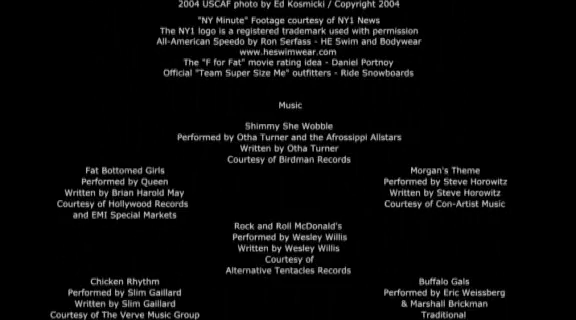 2004 USCAF photo by Ed Kosmicki / Copyright 2004
"NY Minute" Footage courtesy of NY1 News
The NY1 logo is a registered trademark used with permission
All-American Speedo by Ron Serfass - HE Swim and Bodywear
www.heswimwear.com
The "F for Fat" movie rating idea - Daniel Portnoy
Official "Team Super Size Me" outfitters - Ride Snowboards
Music
Shimmy She Wobble
Performed by Otha Turner and the Afrossippi Allstars
Written by Otha Turner
Courtesy of Birdman Records
Fat Bottomed Girls
Performed by Queen
Written by Brian Harold May
Courtesy of Hollywood Records
and EMI Special Markets
Morgan's Theme
Performed by Steve Horowitz
Written by Steve Horowitz
Courtesy of Con-Artist Music
Rock and Roll McDonald's
Performed by Wesley Willis
Written by Wesley Willis
Courtesy of
Alternative Tentacles Records
Chicken Rhythm
Performed by Slim Gaillard
Written by Slim Gaillard
Courtesy of The Verve Music Group
Buffalo Gals
Performed by Eric Weissberg
& Marshall Brickman
Traditional